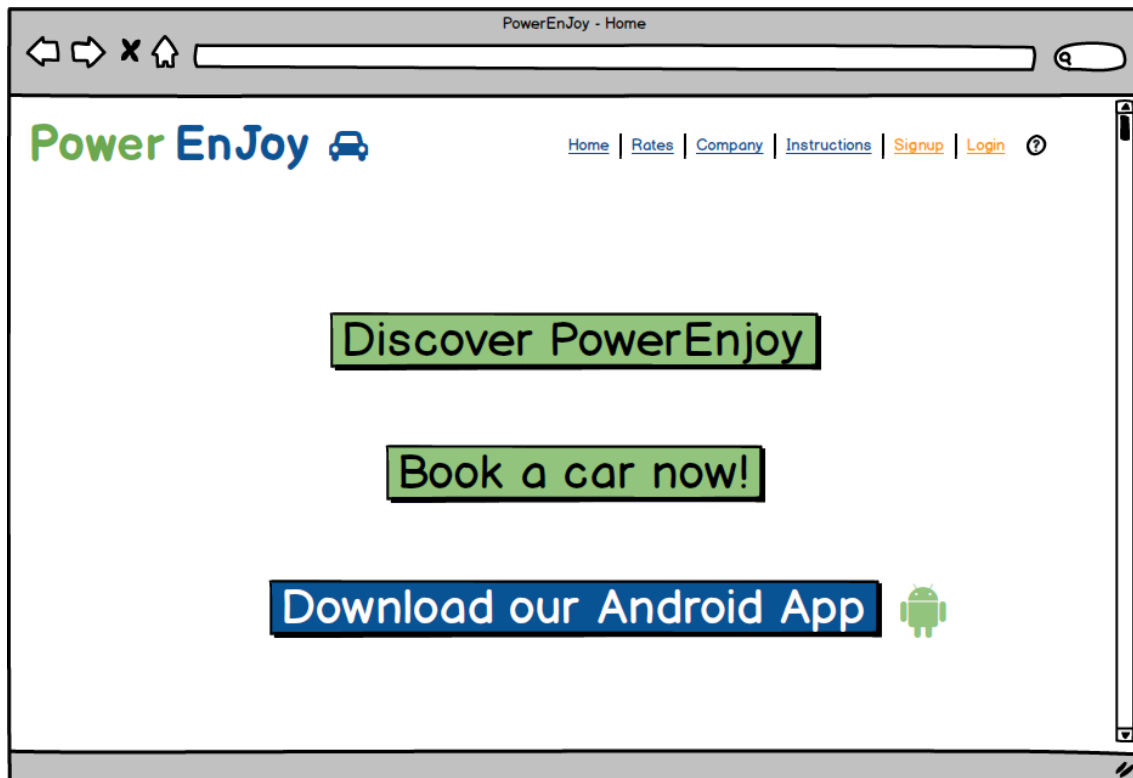 PowerEnJoy - Home
Power EnJoy
Home | Rates | Company | Instructions | Signup | Login ?
Discover PowerEnjoy
Book a car now!
Download our Android App